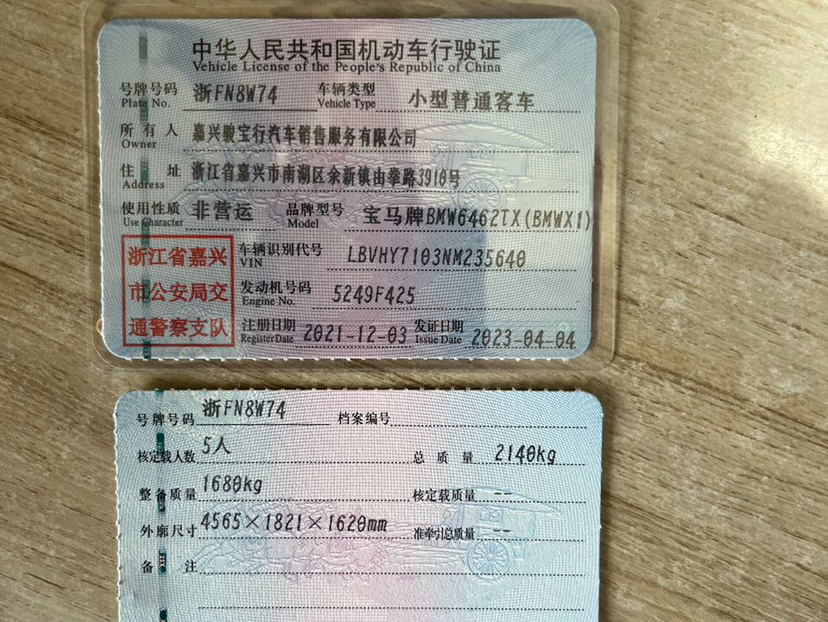 中华人民共和国机动车行驶证
Vehicle License of the People's Republic of China
号牌号码 浙FN8W74 车辆类型 小型普通客车
Plate No. Vehicle Type
所有人 嘉兴骏宝行汽车销售服务有限公司
Owner
住址 浙江省嘉兴市南湖区余新镇由拳路3910号
Address
使用性质 非营运 品牌型号 宝马牌BMW6462TX(BMWX1)
Use Character Model
浙江省嘉兴 车辆识别代号 LBVHY7103NM235640
VIN
市公安局交 发动机号码 5249F425
Engine No.
通警察支队 注册日期 2021-12-03 发证日期 2023-04-04
Register Date Issue Date
号牌号码 浙FN8W74 档案编号
核定载人数 5人 总质量 2140kg
整备质量 1680kg 核定载质量 --
外廓尺寸 4565×1821×1620mm 准牵引总质量 --
备注